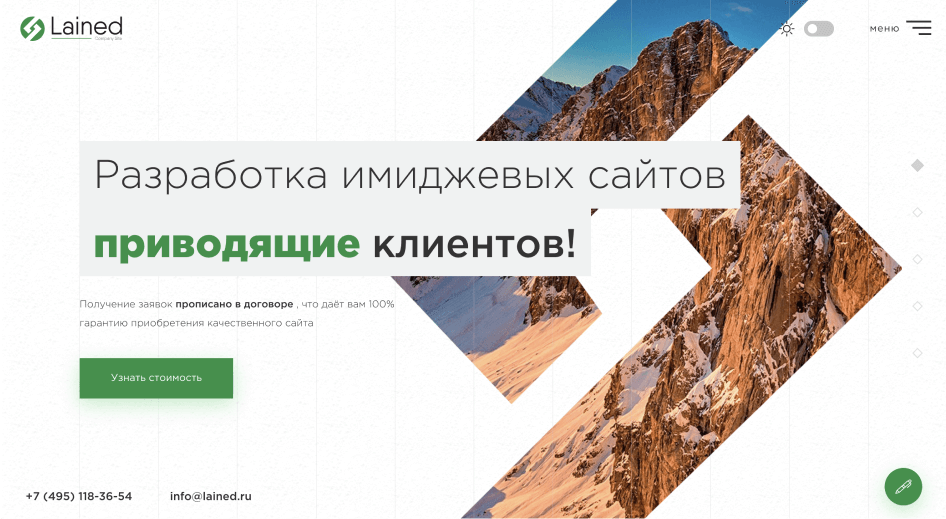 Lained
Company Site
меню
Разработка имиджевых сайтов
приводящие клиентов!
Получение заявок прописано в договоре , что даёт вам 100%
гарантию приобретения качественного сайта
Узнать стоимость
+7 (495) 118-36-54
info@lained.ru